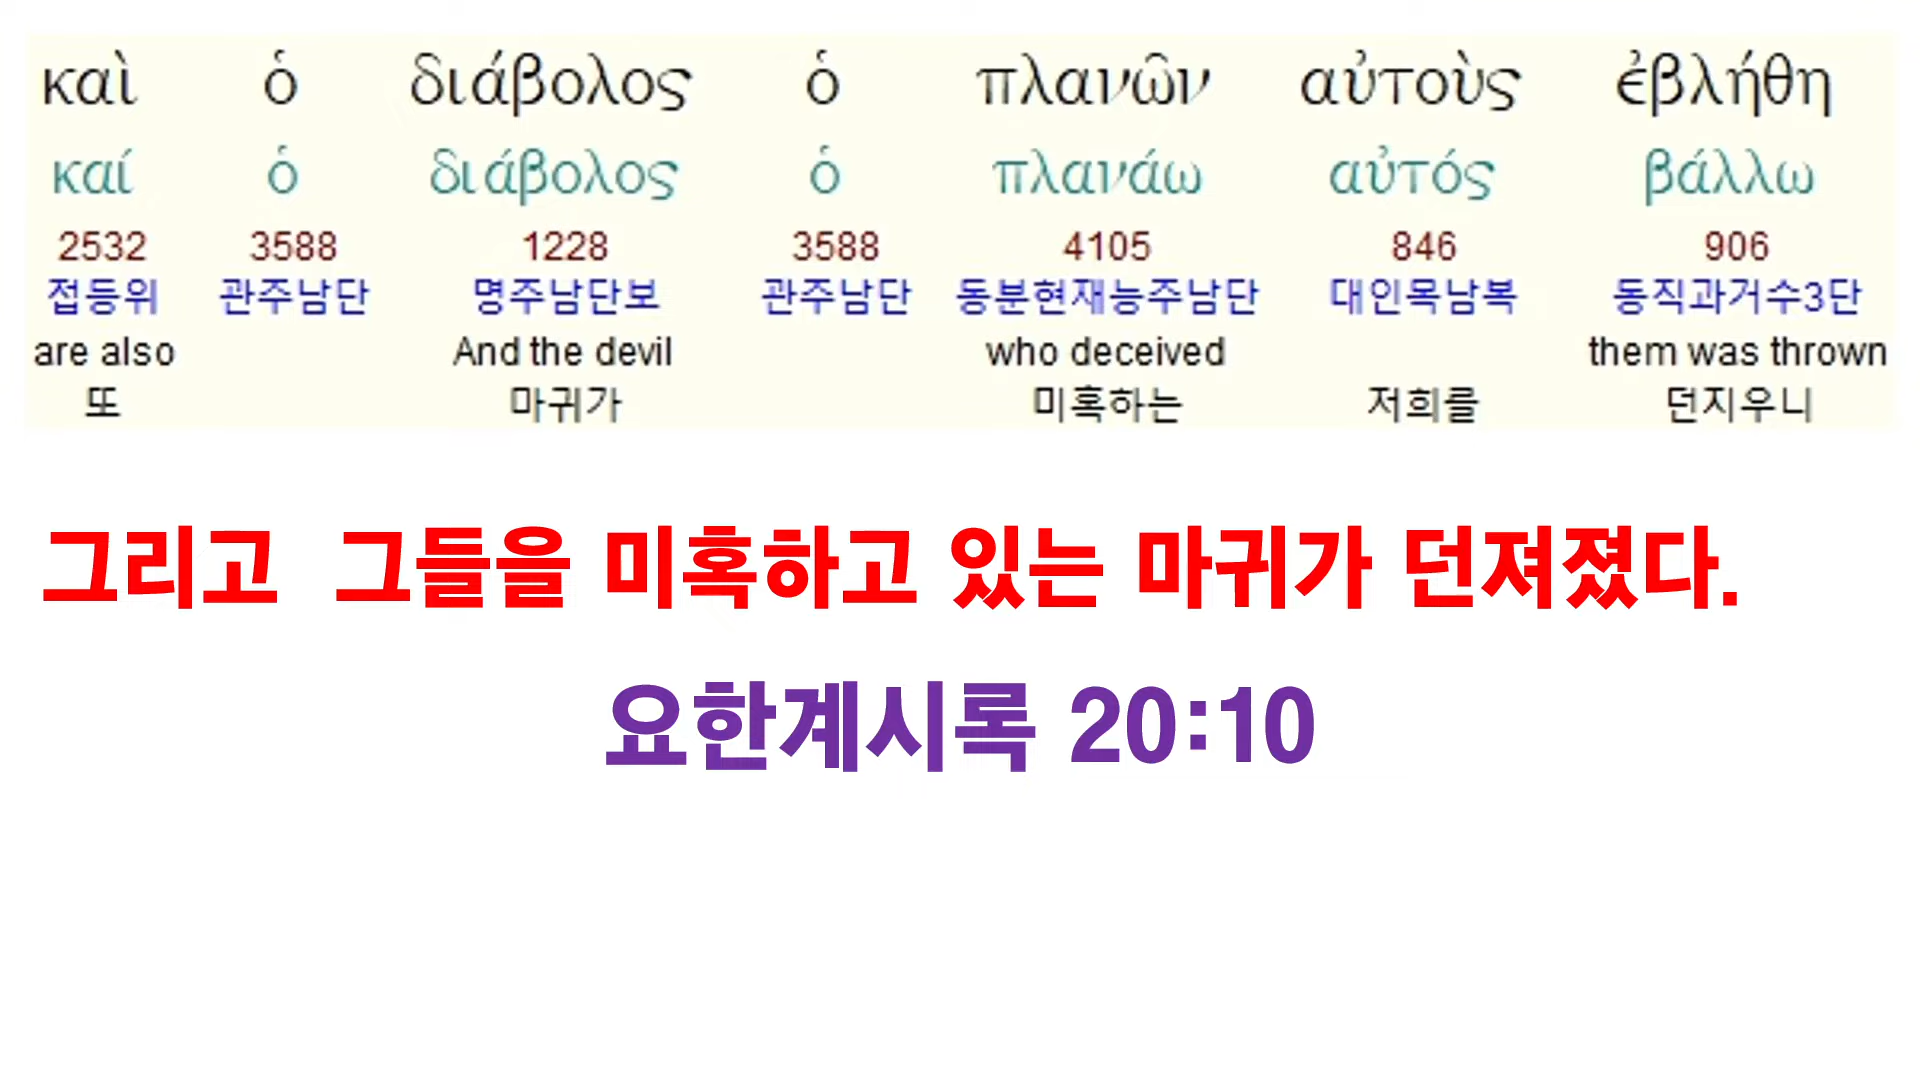 καὶ ὁ διάβολος ὁ πλανῶν αὐτοὺς ἐβλήθη
καί ὁ διάβολος ὁ πλανάω αὐτός βάλλω
2532 3588 1228 3588 4105 846 906
접등위 관주남단 명주남단보 관주남단 동분현재능주남단 대인목남복 동직과거수3단
are also And the devil who deceived them was thrown
또 마귀가 미혹하는 저희를 던지우니
그리고 그들을 미혹하고 있는 마귀가 던져졌다.
요한계시록 20:10